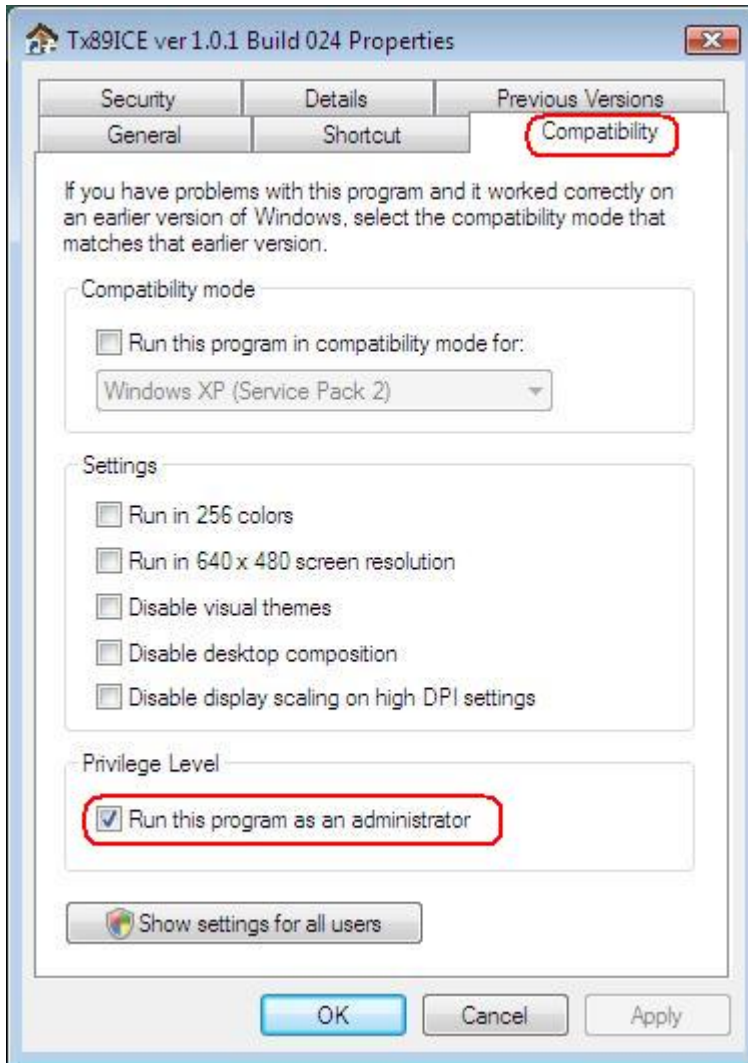 Tx89ICE ver 1.0.1 Build 024 Properties
Security Details Previous Versions
General Shortcut Compatibility
If you have problems with this program and it worked correctly on
an earlier version of Windows, select the compatibility mode that
matches that earlier version.
Compatibility mode
Run this program in compatibility mode for:
Windows XP (Service Pack 2)
Settings
Run in 256 colors
Run in 640 x 480 screen resolution
Disable visual themes
Disable desktop composition
Disable display scaling on high DPI settings
Privilege Level
Run this program as an administrator
Show settings for all users
OK Cancel Apply